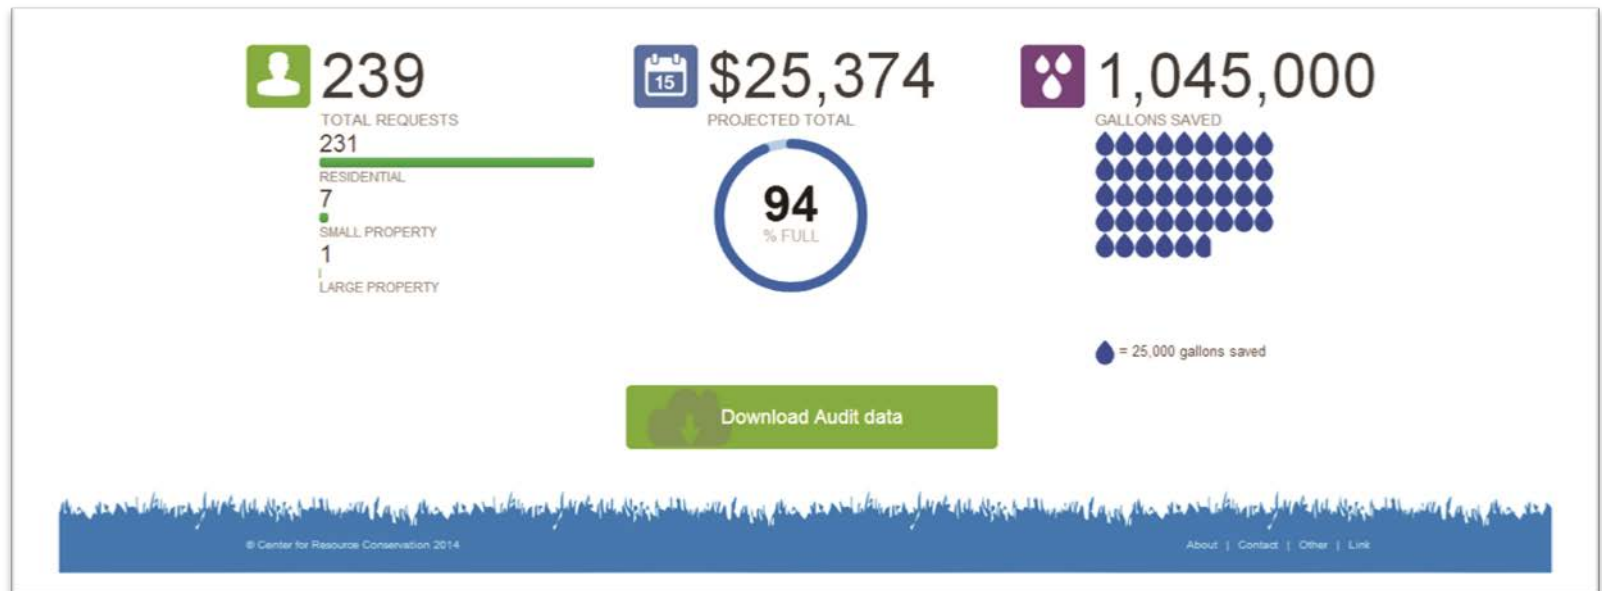 239
TOTAL REQUESTS
231
RESIDENTIAL
7
SMALL PROPERTY
1
LARGE PROPERTY
15
$25,374
PROJECTED TOTAL
94
% FULL
1,045,000
GALLONS SAVED
= 25,000 gallons saved
Download Audit data
© Center for Resource Conservation 2014
About | Contact | Other | Link